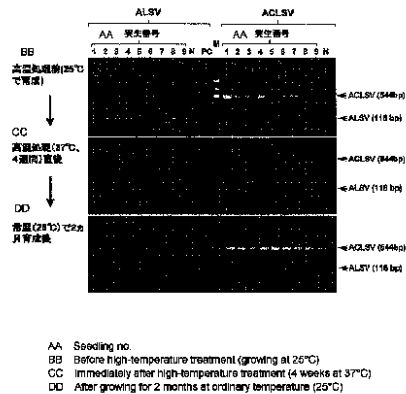 ALSV ACLSV
AA 実生番号 実生番号
BB 1 2 3 4 5 6 7 8 9 N PC M 1 2 3 4 5 6 7 8 9 N
高温処理前(25℃
で育成)
ACLSV (544bp)
ALSV (116 bp)
CC
高温処理(37℃、
4週間)直後
ACLSV (544bp)
ALSV (116 bp)
DD
常温(25℃)で2ヵ
月育成後
ACLSV (544bp)
ALSV (116 bp)
AA Seedling no.
BB Before high-temperature treatment (growing at 25°C)
CC Immediately after high-temperature treatment (4 weeks at 37°C)
DD After growing for 2 months at ordinary temperature (25°C)